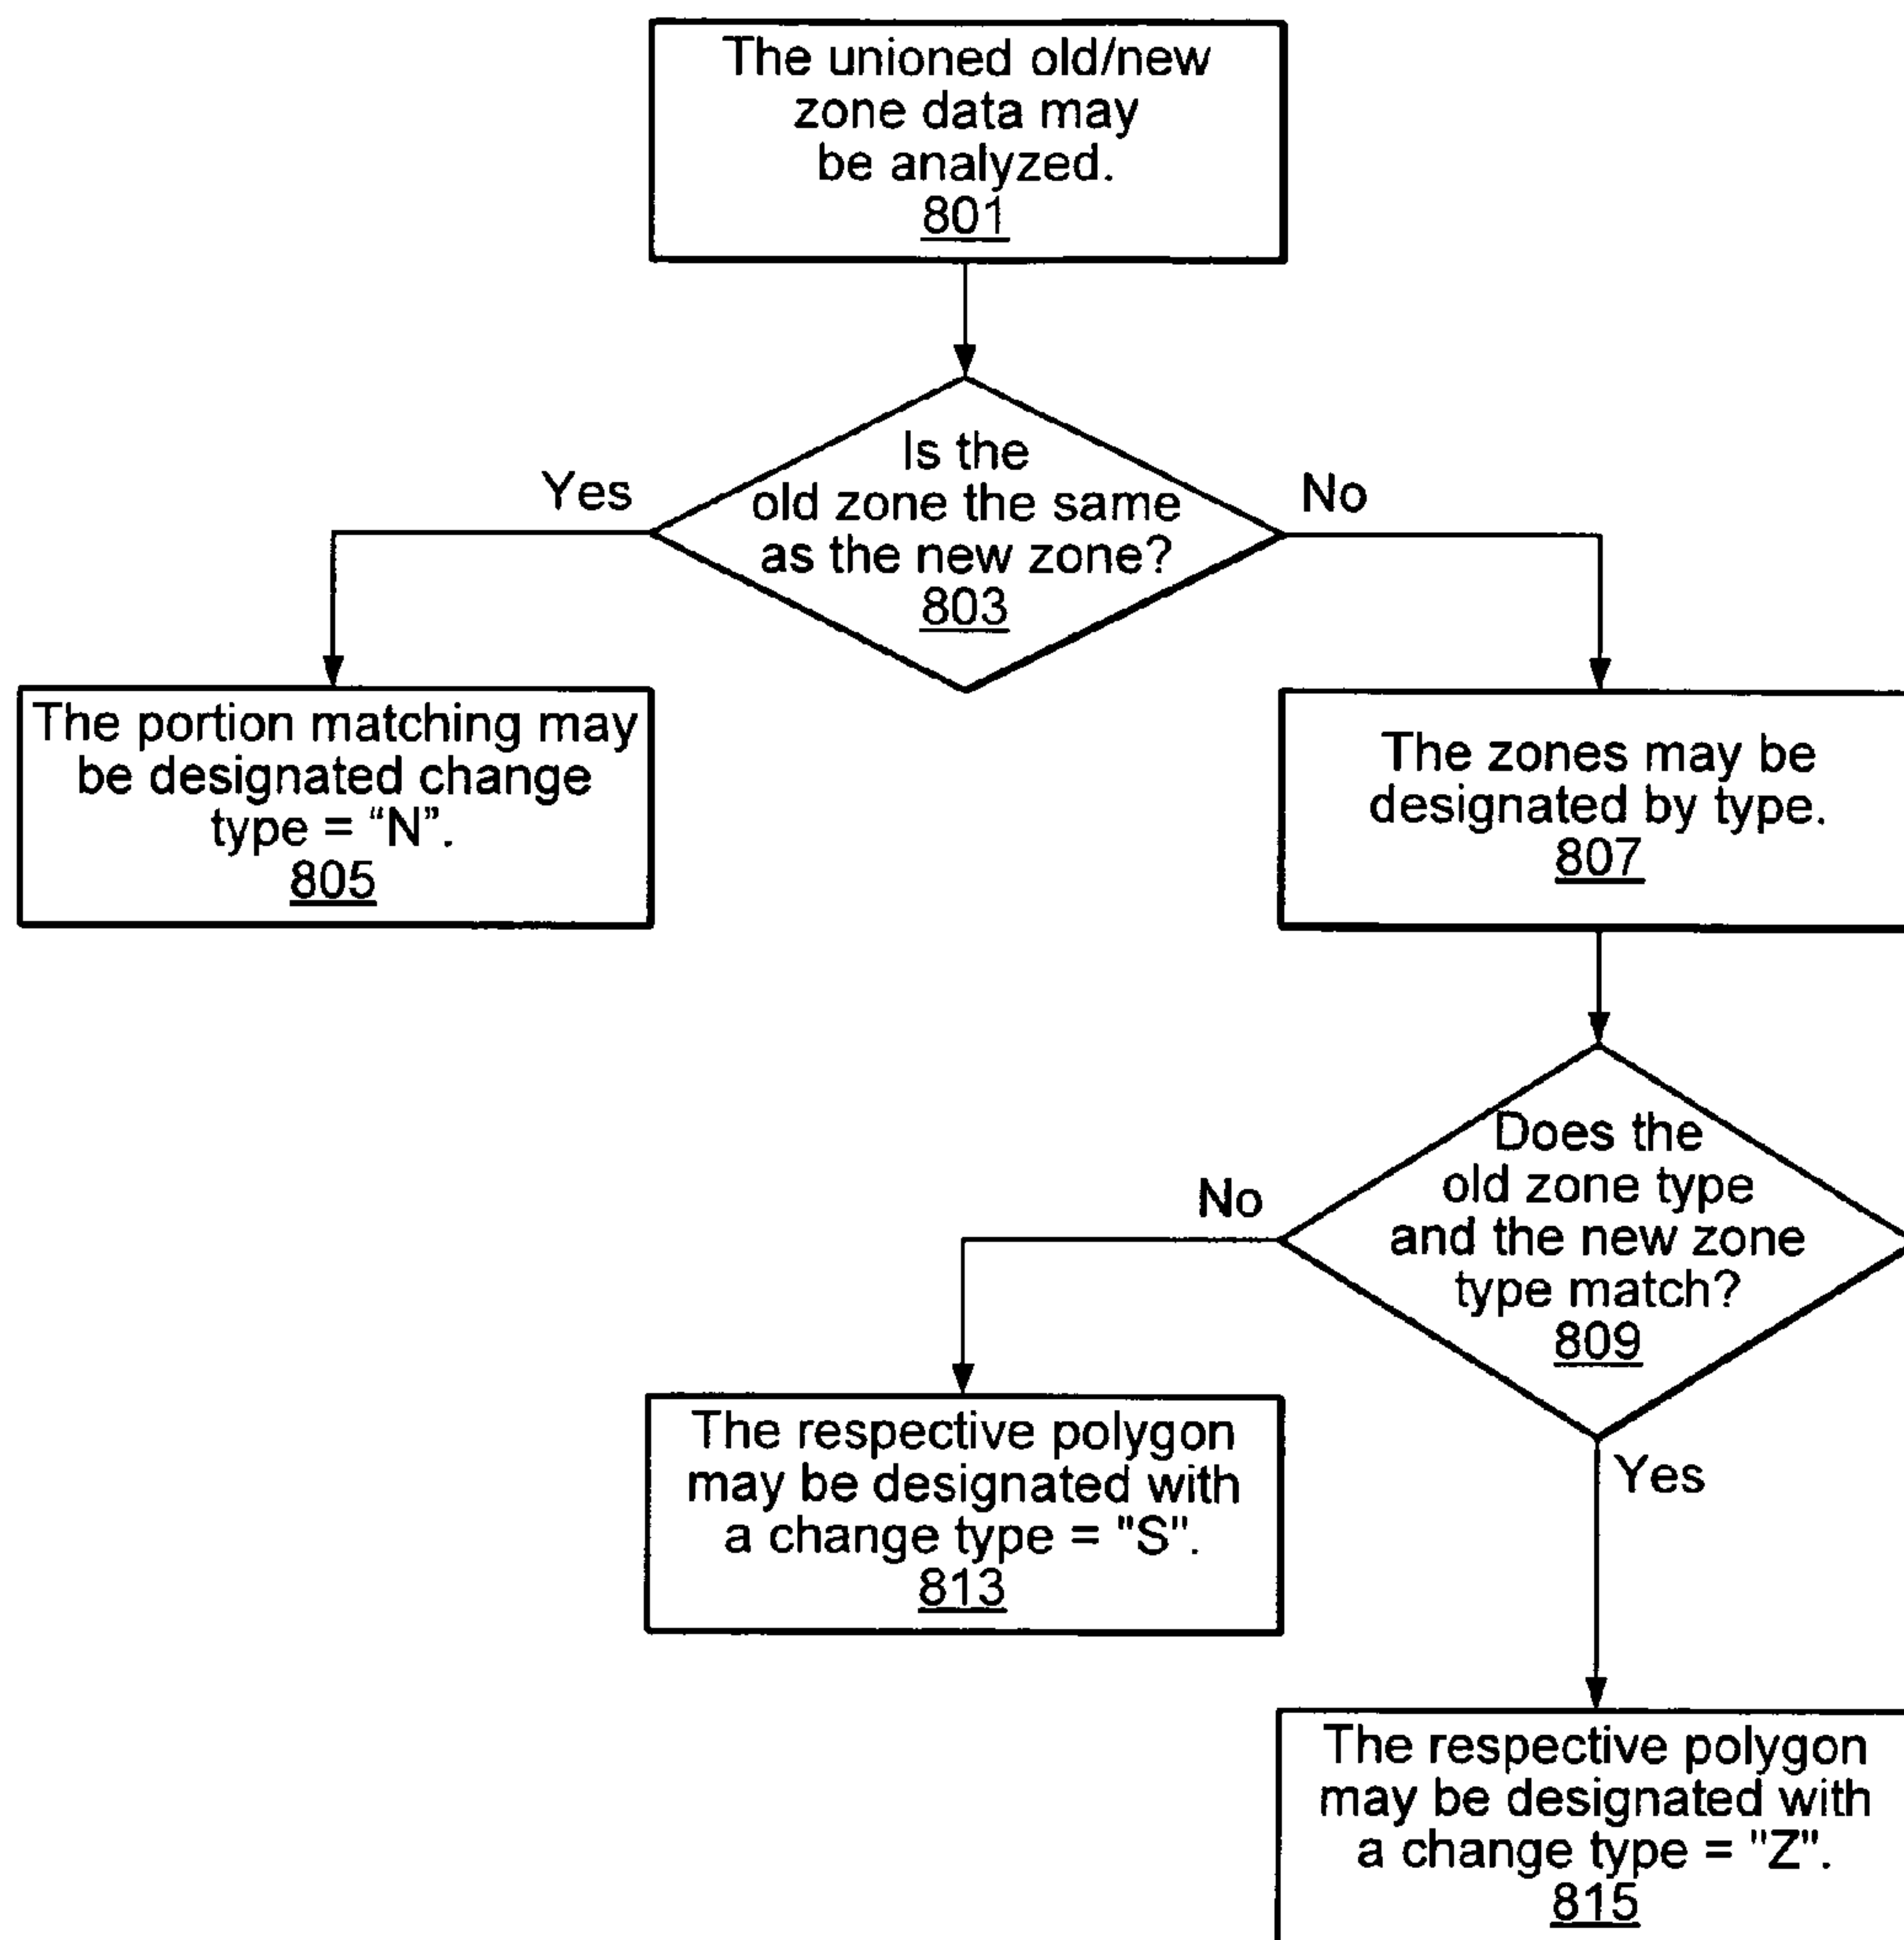 The unioned old/new
zone data may
be analyzed.
801
Is the
old zone the same
as the new zone?
803
Yes
No
The portion matching may
be designated change
type = “N”.
805
The zones may be
designated by type.
807
Does the
old zone type
and the new zone
type match?
809
No
Yes
The respective polygon
may be designated with
a change type = "S".
813
The respective polygon
may be designated with
a change type = "Z".
815